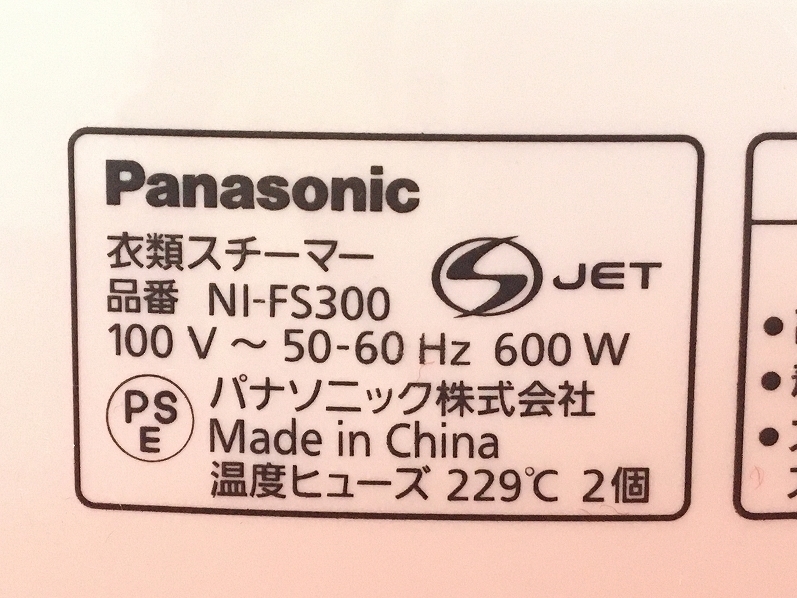 Panasonic
衣類スチーマー
品番 NI-FS300
JET
100 V ～ 50-60 Hz 600 W
PS
E
パナソニック株式会社
Made in China
温度ヒューズ 229℃ 2個